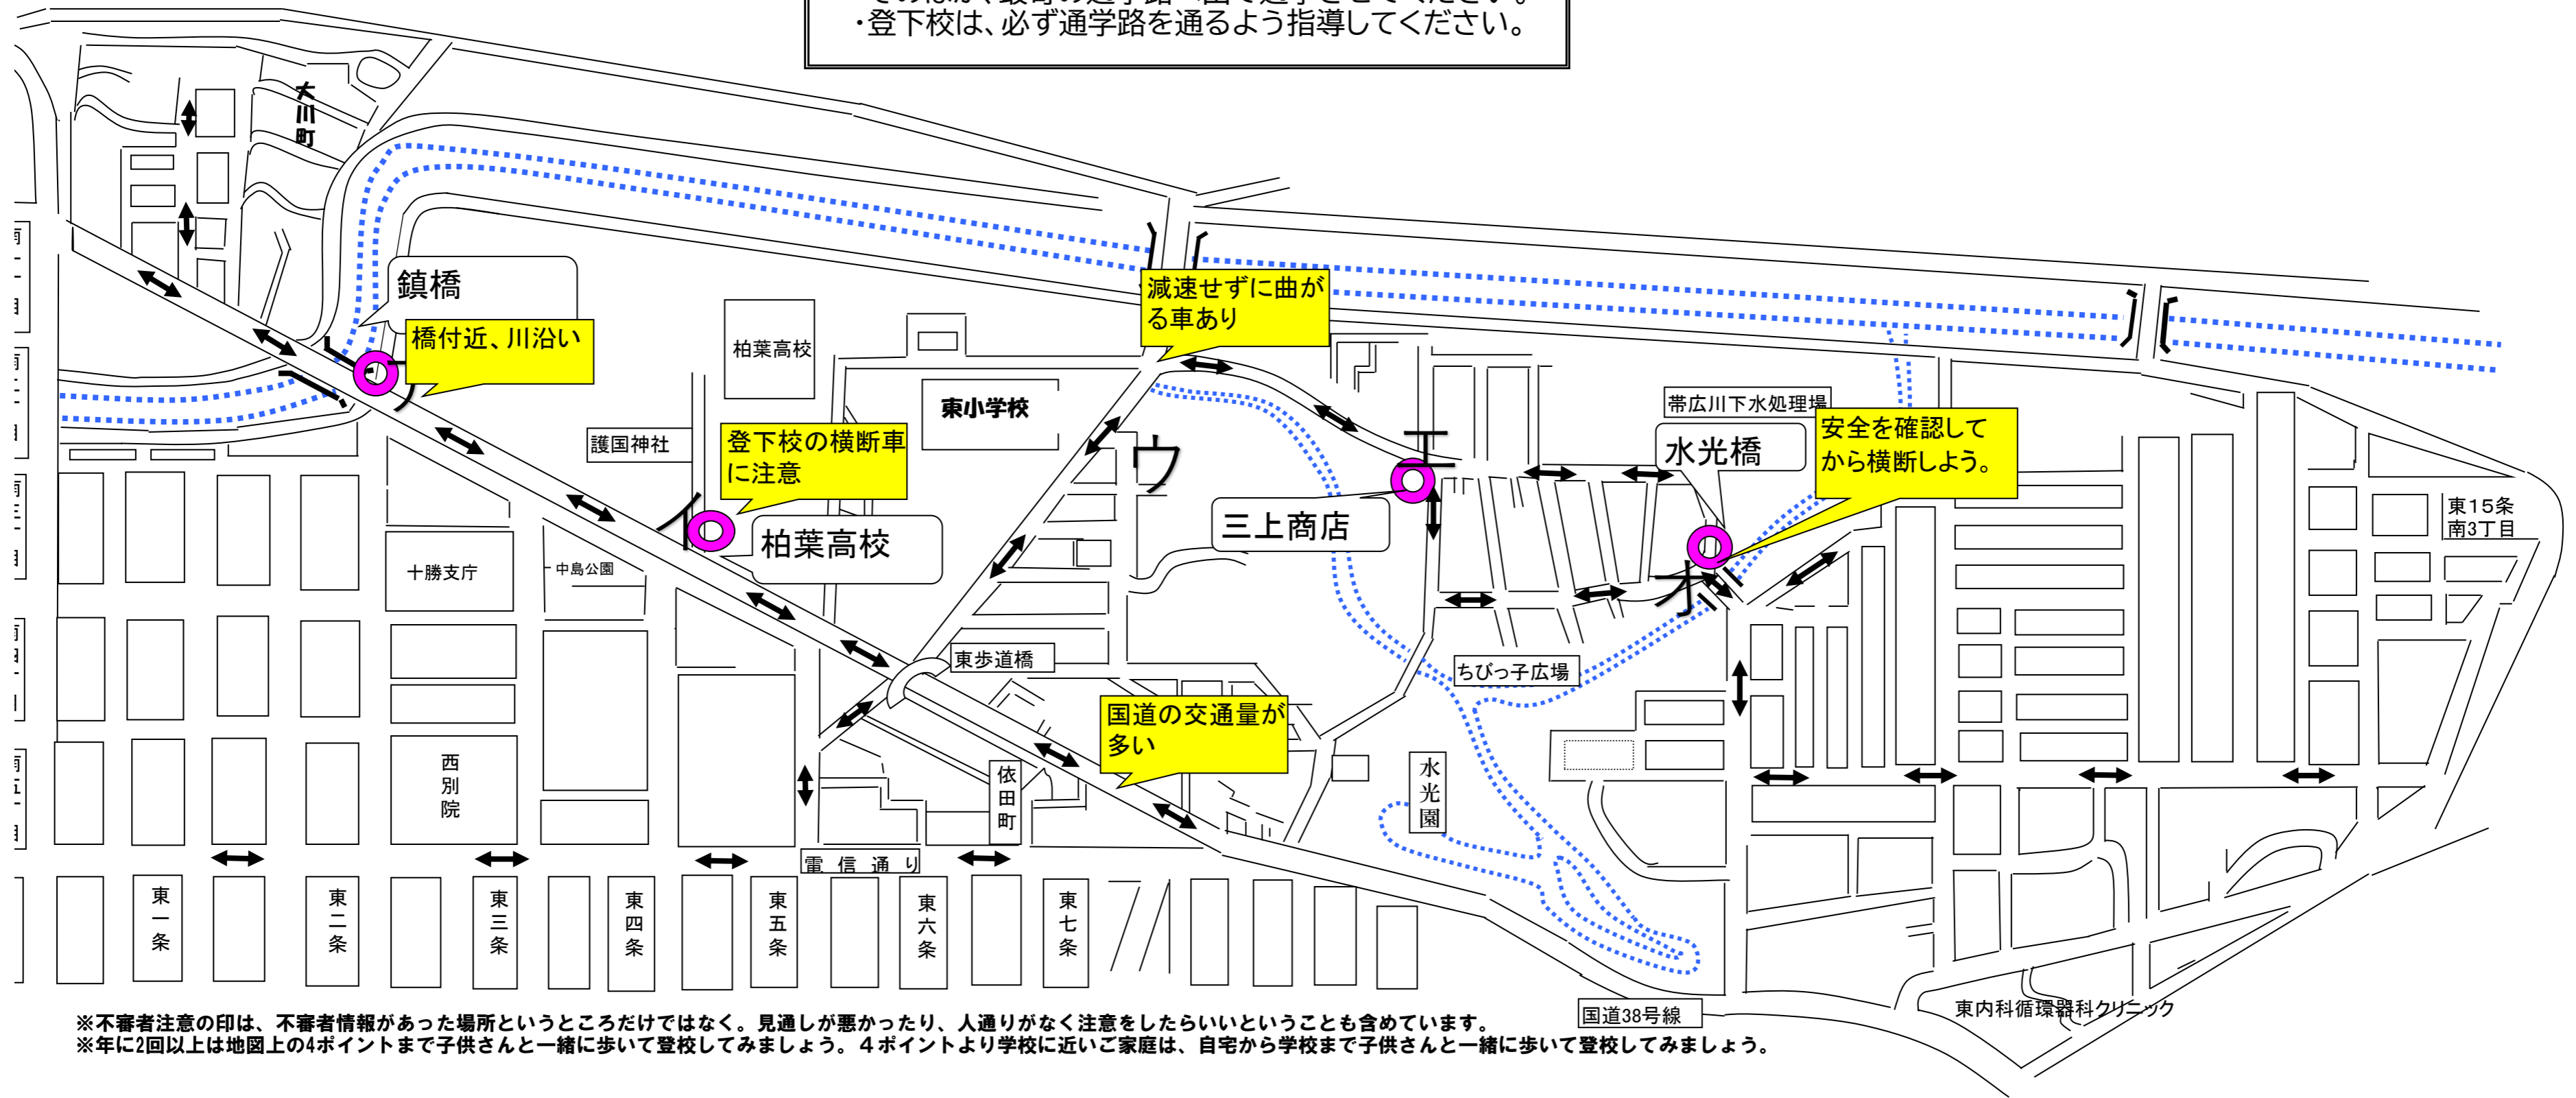 ・登下校は、必ず通学路を通るよう指導してください。
大川町
鎮橋
橋付近、川沿い
ア
減速せずに曲が
る車あり
柏葉高校
東小学校
護国神社
登下校の横断車
に注意
イ
柏葉高校
ウ
エ
三上商店
帯広川下水処理場
水光橋
安全を確認して
から横断しよう。
オ
東15条
南3丁目
十勝支庁
中島公園
東歩道橋
ちびっ子広場
国道の交通量が
多い
西別院
依田町
水光園
電信通り
東一条
東二条
東三条
東四条
東五条
東六条
東七条
国道38号線
東内科循環器科クリニック
※不審者注意の印は、不審者情報があった場所というところだけではなく。見通しが悪かったり、人通りがなく注意をしたらいいということも含めています。
※年に2回以上は地図上の4ポイントまで子供さんと一緒に歩いて登校してみましょう。４ポイントより学校に近いご家庭は、自宅から学校まで子供さんと一緒に歩いて登校してみましょう。